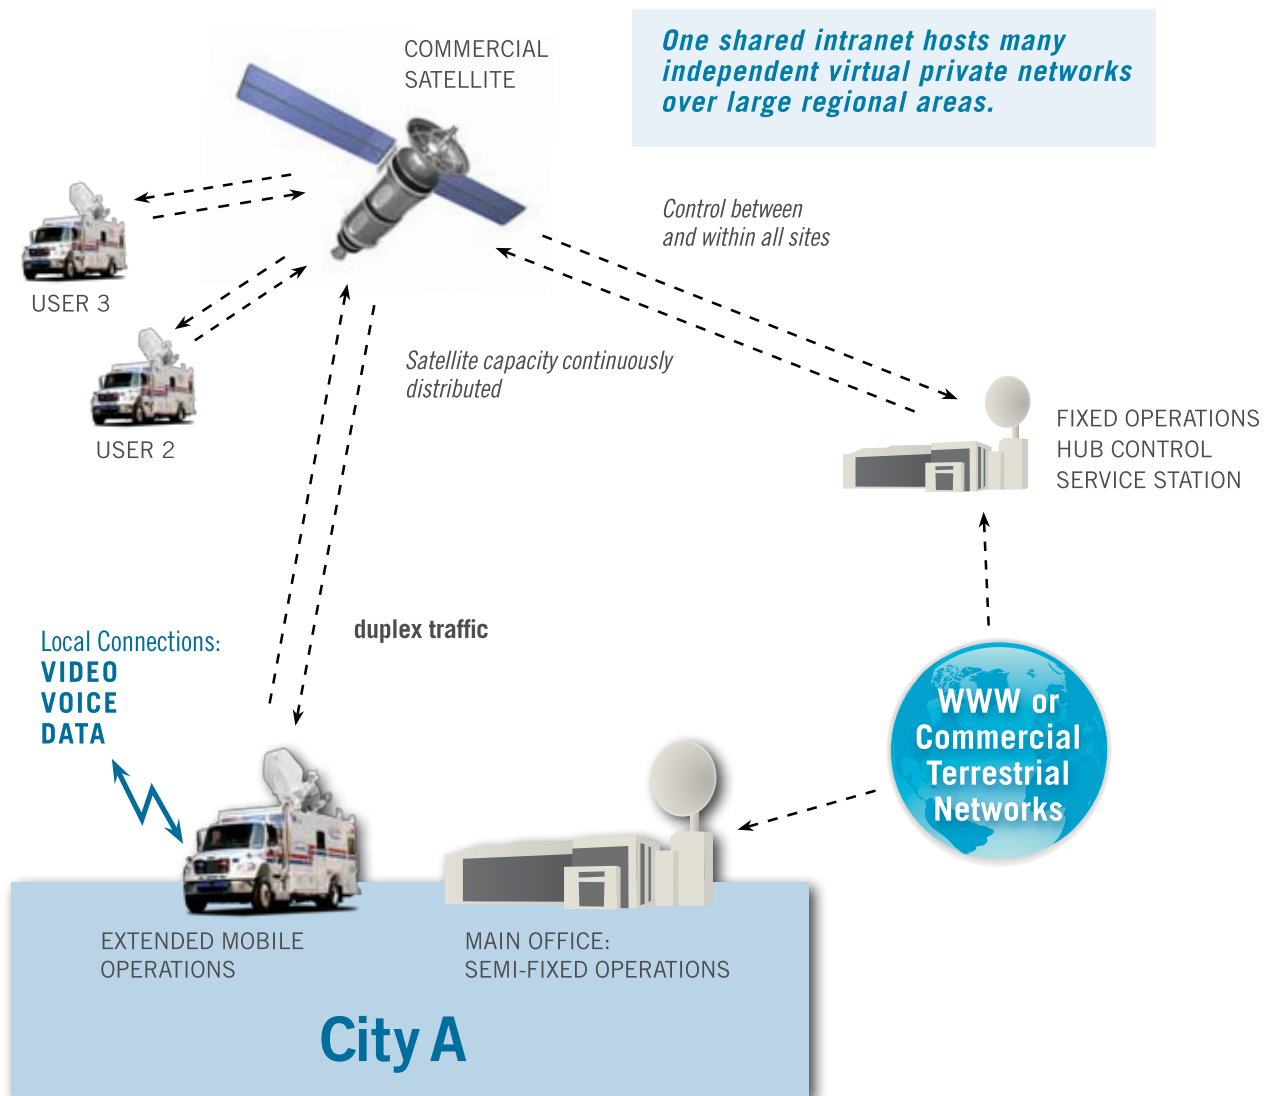 COMMERCIAL
SATELLITE
One shared intranet hosts many
independent virtual private networks
over large regional areas.
Control between
and within all sites
USER 3
USER 2
Satellite capacity continuously
distributed
FIXED OPERATIONS
HUB CONTROL
SERVICE STATION
duplex traffic
Local Connections:
VIDEO
VOICE
DATA
WWW or
Commercial
Terrestrial
Networks
EXTENDED MOBILE
OPERATIONS
MAIN OFFICE:
SEMI-FIXED OPERATIONS
City A